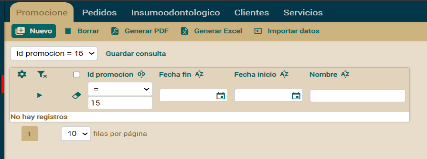 Promocione Pedidos Insumoodontologico Clientes Servicios
Nuevo Borrar Generar PDF Generar Excel Importar datos
Id promocion = 15 Guardar consulta
Id promocion Fecha fin Fecha inicio Nombre
=
15
No hay registros
1 10 filas por página